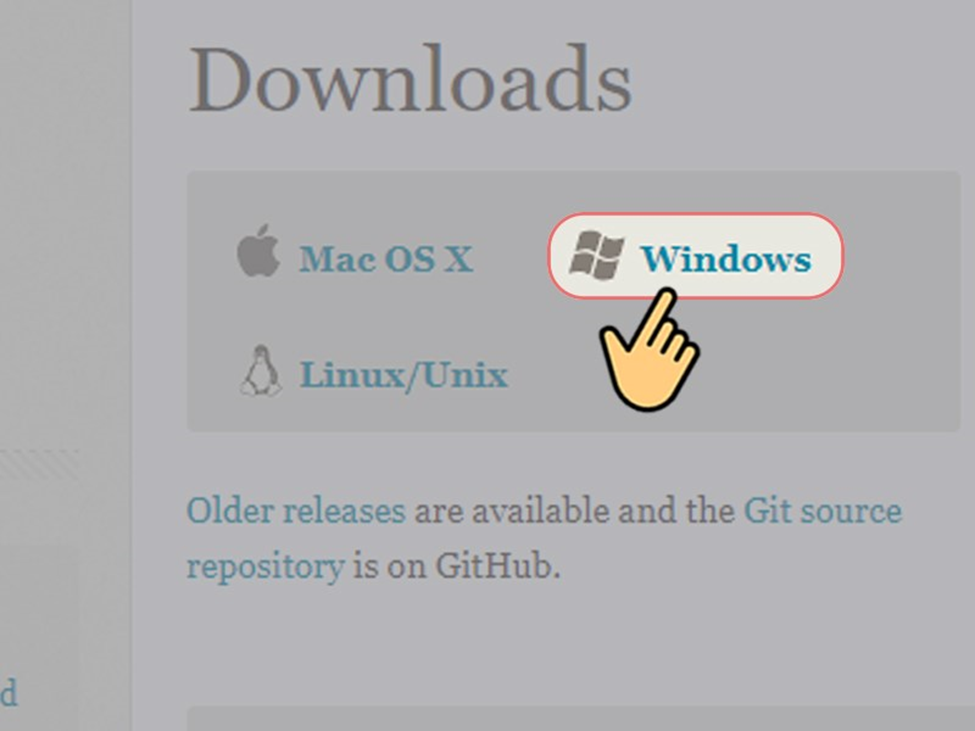 Downloads
Mac OS X
Windows
Linux/Unix
Older releases are available and the Git source
repository is on GitHub.
d